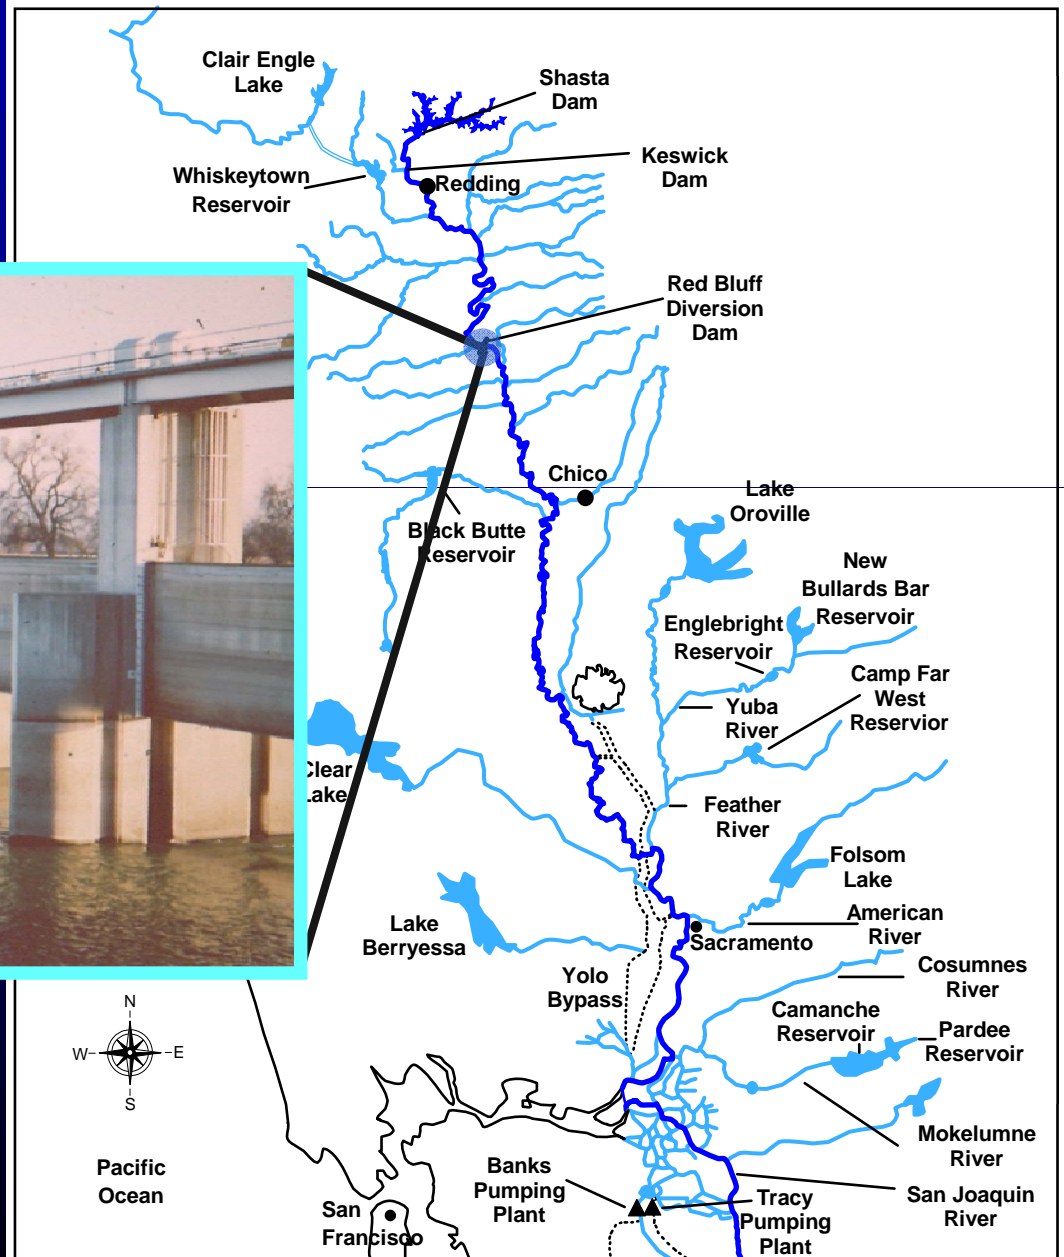 Clair Engle
Lake
Shasta
Dam
Keswick
Dam
Whiskeytown
Reservoir
Redding
Red Bluff
Diversion
Dam
Chico
Lake
Oroville
Black Butte
Reservoir
New
Bullards Bar
Reservoir
Englebright
Reservoir
Camp Far
West
Reservior
Yuba
River
Clear
Lake
Feather
River
Folsom
Lake
American
River
Lake
Berryessa
Sacramento
Cosumnes
River
Yolo
Bypass
Camanche
Reservoir
Pardee
Reservoir
N
W
E
S
Mokelumne
River
Pacific
Ocean
Banks
Pumping
Plant
San Joaquin
River
Tracy
Pumping
Plant
San
Francisco